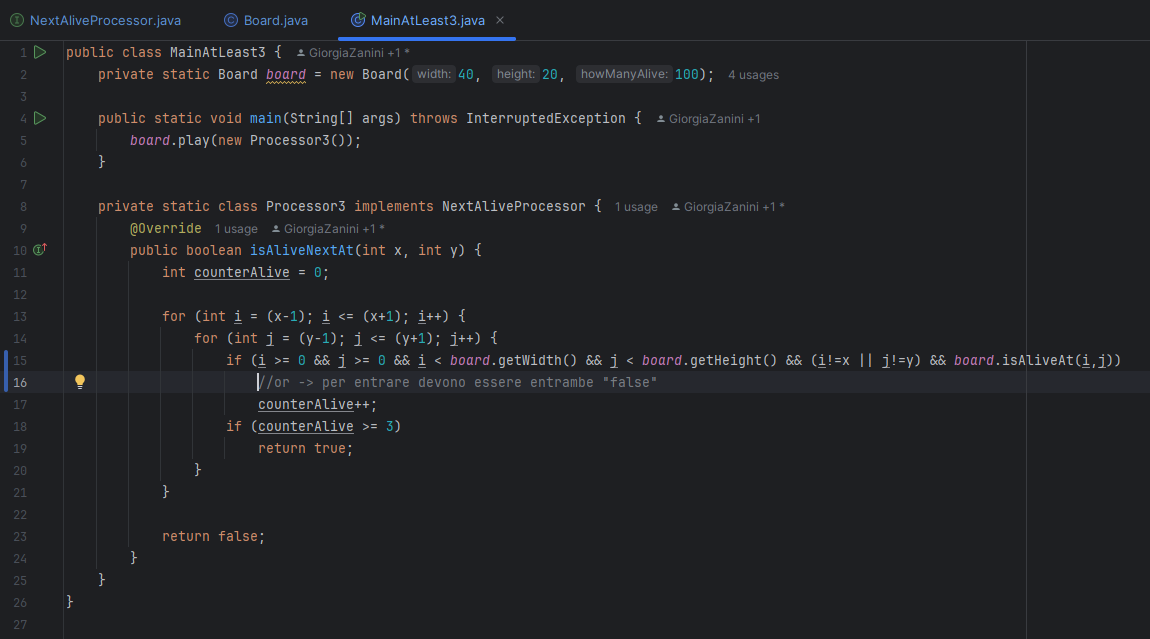 NextAliveProcessor.java Board.java MainAtLeast3.java
1 public class MainAtLeast3 { GiorgiaZanini +1 *
2 private static Board board = new Board( width: 40, height: 20, howManyAlive: 100); 4 usages
3
4 public static void main(String[] args) throws InterruptedException { GiorgiaZanini +1
5 board.play(new Processor3());
6 }
7
8 private static class Processor3 implements NextAliveProcessor { 1 usage GiorgiaZanini +1 *
9 @Override 1 usage GiorgiaZanini +1 *
10 public boolean isAliveNextAt(int x, int y) {
11 int counterAlive = 0;
12
13 for (int i = (x-1); i <= (x+1); i++) {
14 for (int j = (y-1); j <= (y+1); j++) {
15 if (i >= 0 && j >= 0 && i < board.getWidth() && j < board.getHeight() && (i!=x || j!=y) && board.isAliveAt(i,j))
16 //or -> per entrare devono essere entrambe "false"
17 counterAlive++;
18 if (counterAlive >= 3)
19 return true;
20 }
21 }
22
23 return false;
24 }
25 }
26 }
27